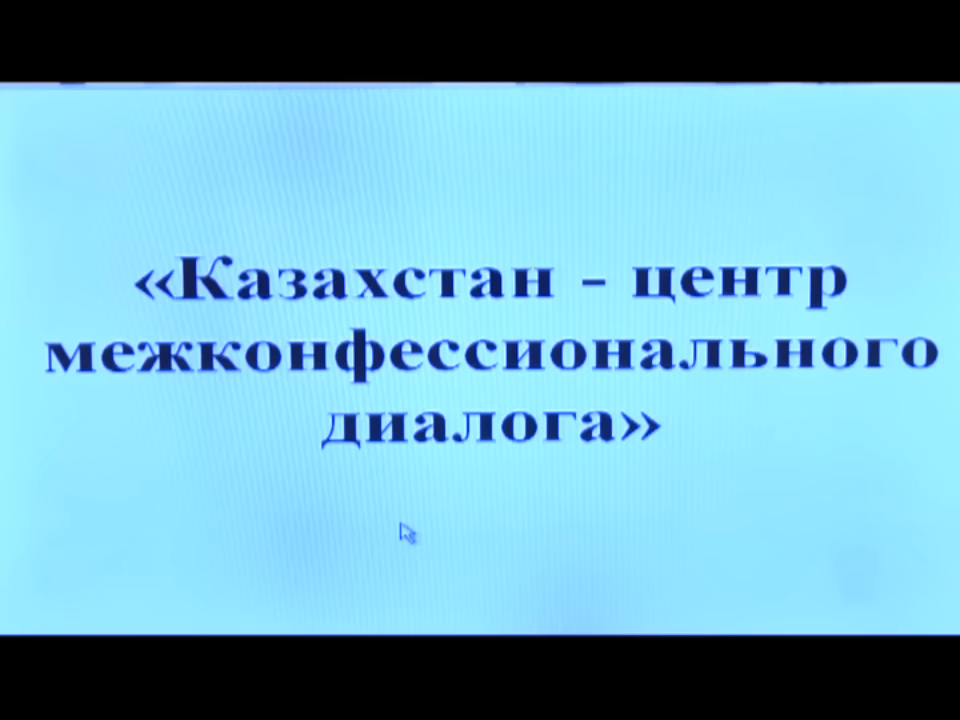 «Казахстан - центр
межконфессионального
диалога»